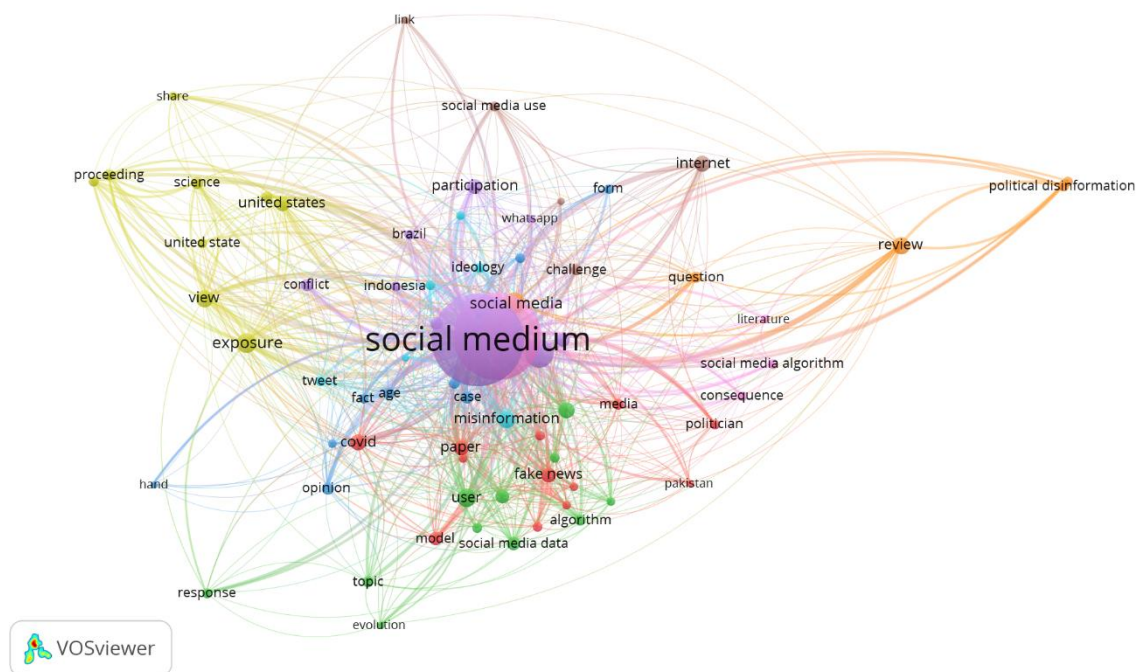 link
share
social media use
proceeding
science
participation
form
internet
political disinformation
united states
whatsapp
united state
brazil
review
ideology
challenge
conflict
indonesia
question
view
social media
literature
exposure
social medium
social media algorithm
tweet
fact
age
case
consequence
media
misinformation
politician
covid
paper
fake news
pakistan
hand
opinion
user
algorithm
model
social media data
response
topic
evolution
VOSviewer